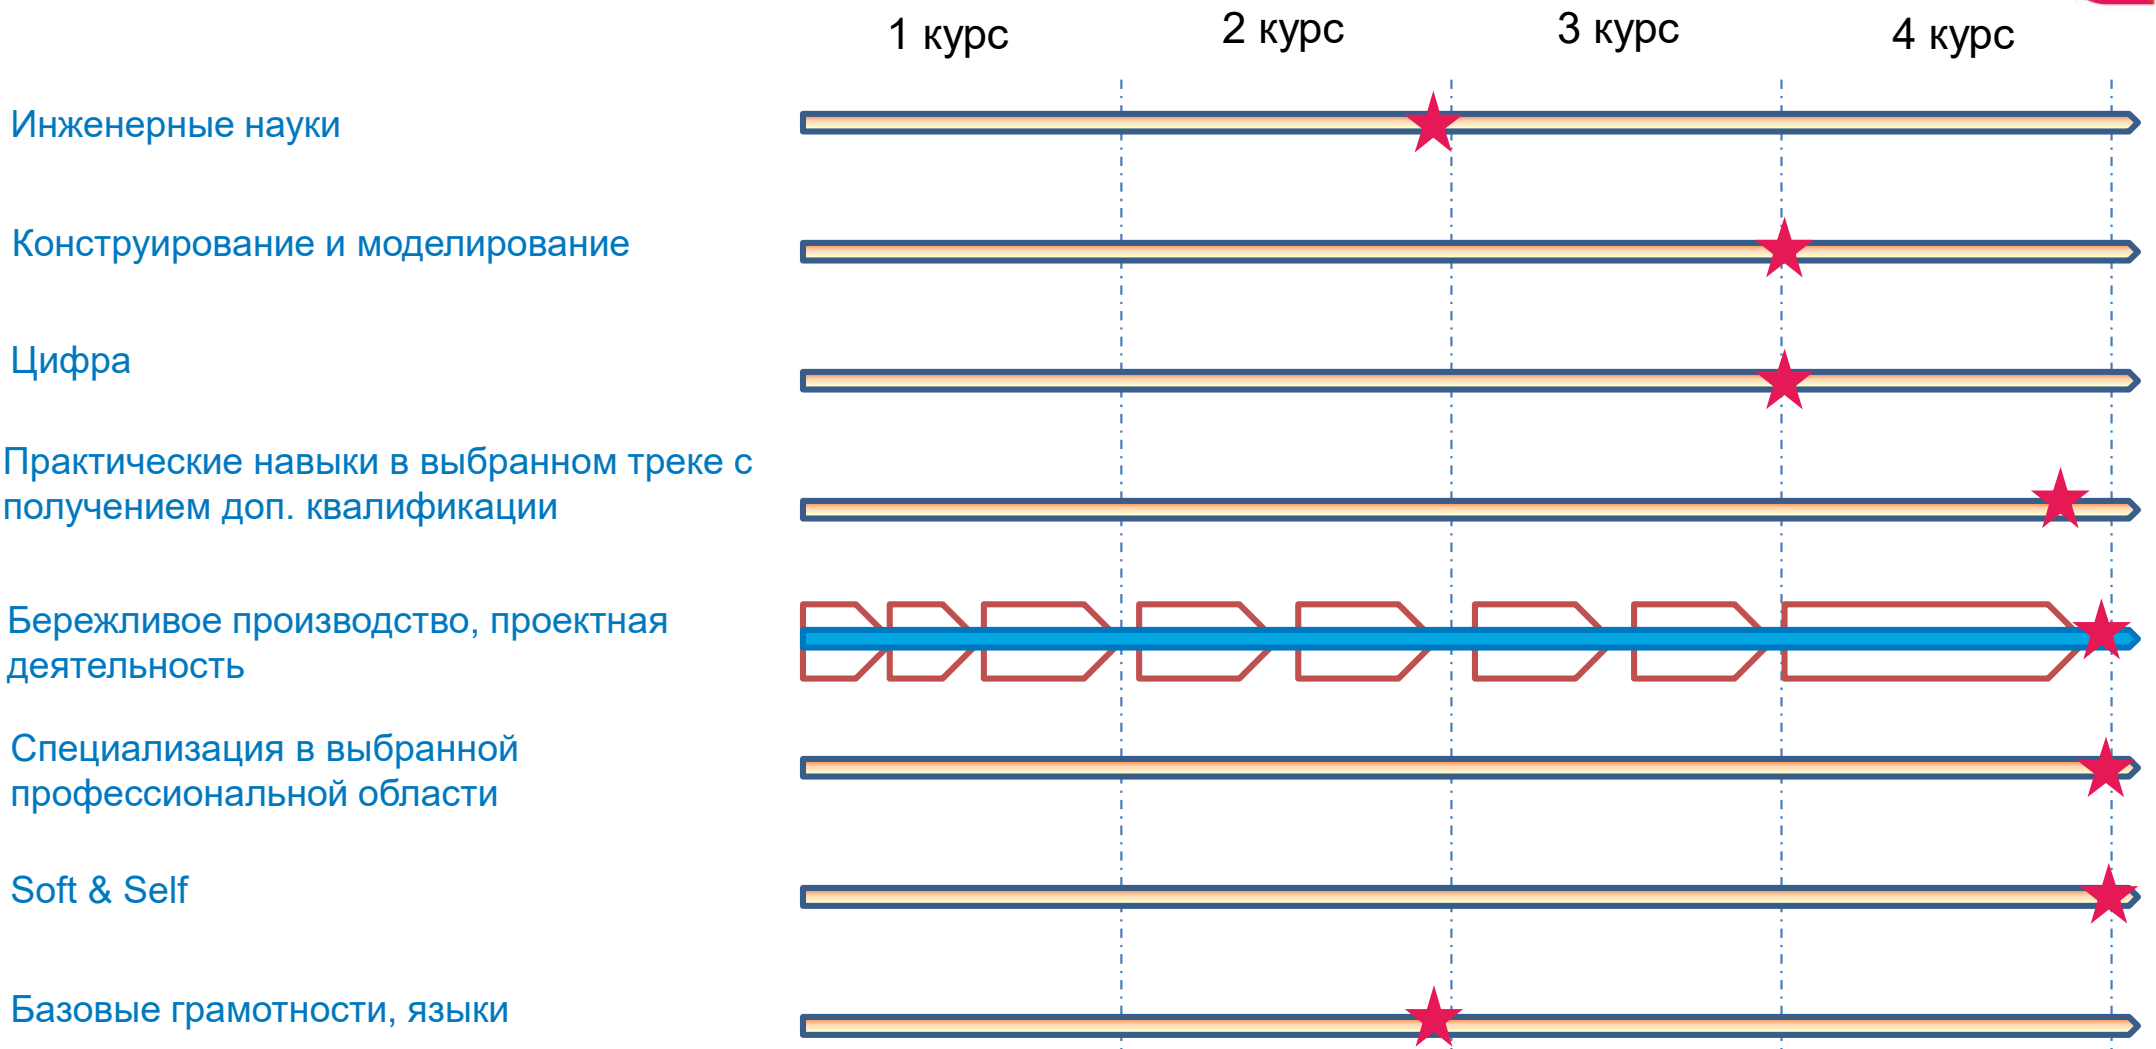 1 курс
2 курс
3 курс
4 курс
Инженерные науки
Конструирование и моделирование
Цифра
Практические навыки в выбранном треке с
получением доп. квалификации
Бережливое производство, проектная
деятельность
Специализация в выбранной
профессиональной области
Soft & Self
Базовые грамотности, языки